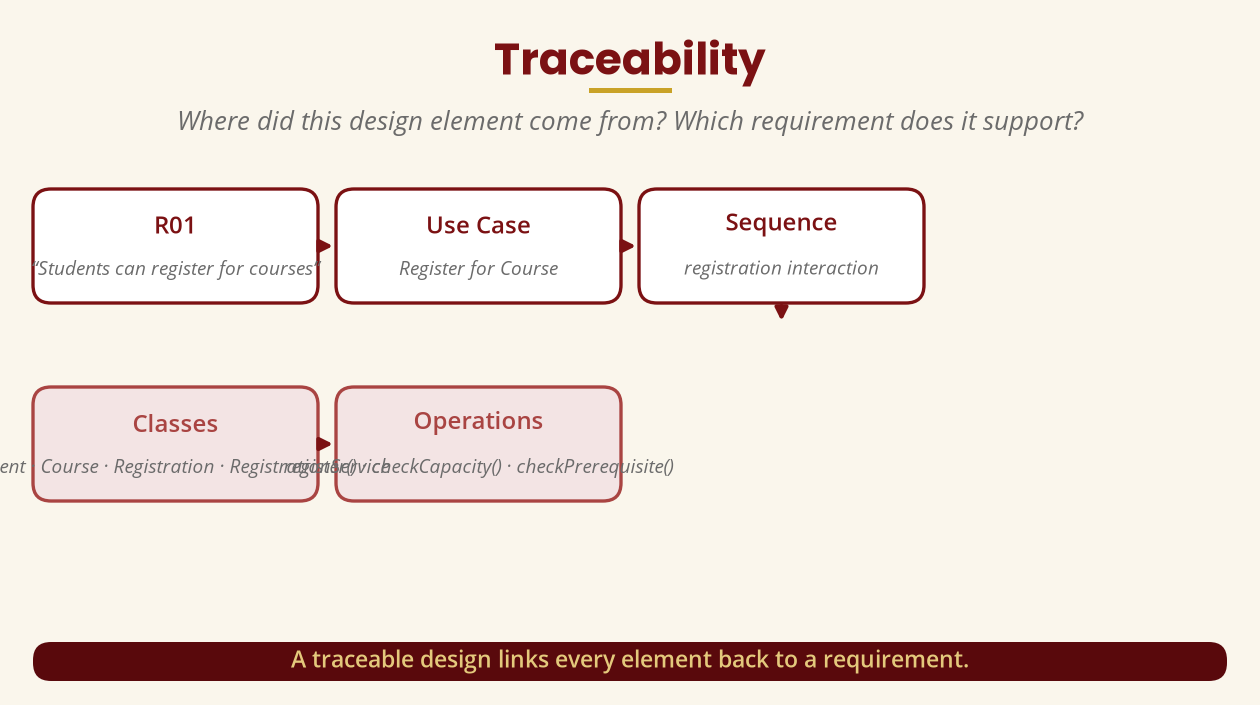 Traceability
Where did this design element come from? Which requirement does it support?
R01
“Students can register for courses”
Use Case
Register for Course
Sequence
registration interaction
Classes
Course · Registration · RegistrationService
Operations
register() · checkCapacity() · checkPrerequisite()
A traceable design links every element back to a requirement.